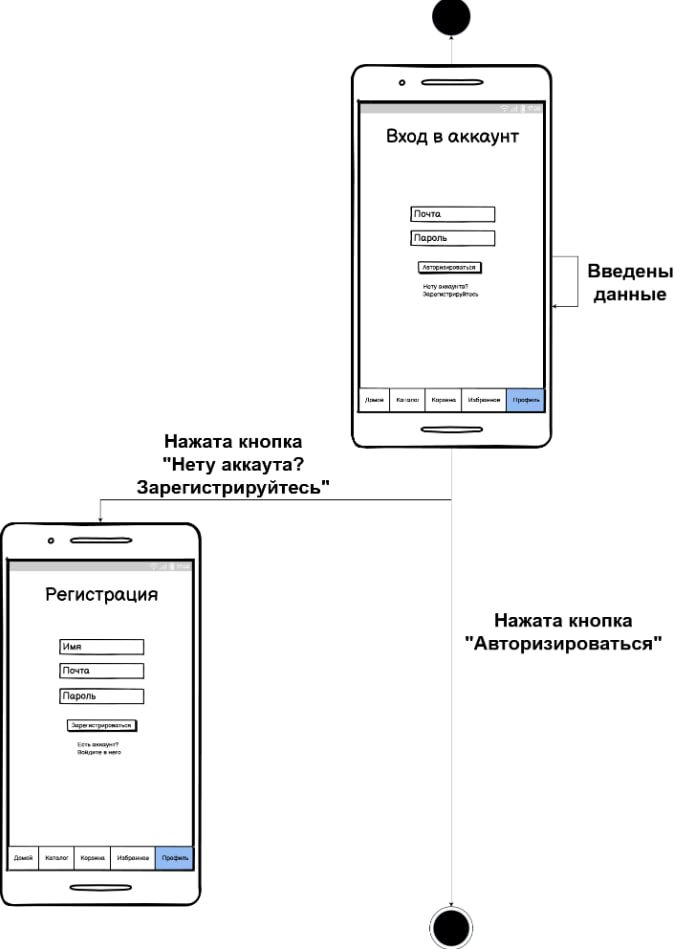 Вход в аккаунт
Почта
Пароль
Авторизироваться
Нету аккаунта?
Зарегистрируйтесь
Домой
Каталог
Корзина
Избранное
Профиль
Введены
данные
Нажата кнопка
"Нету аккаута?
Зарегистрируйтесь"
Регистрация
Имя
Почта
Пароль
Зарегистрироваться
Есть аккаунт?
Войдите в него
Домой
Каталог
Корзина
Избранное
Профиль
Нажата кнопка
"Авторизироваться"